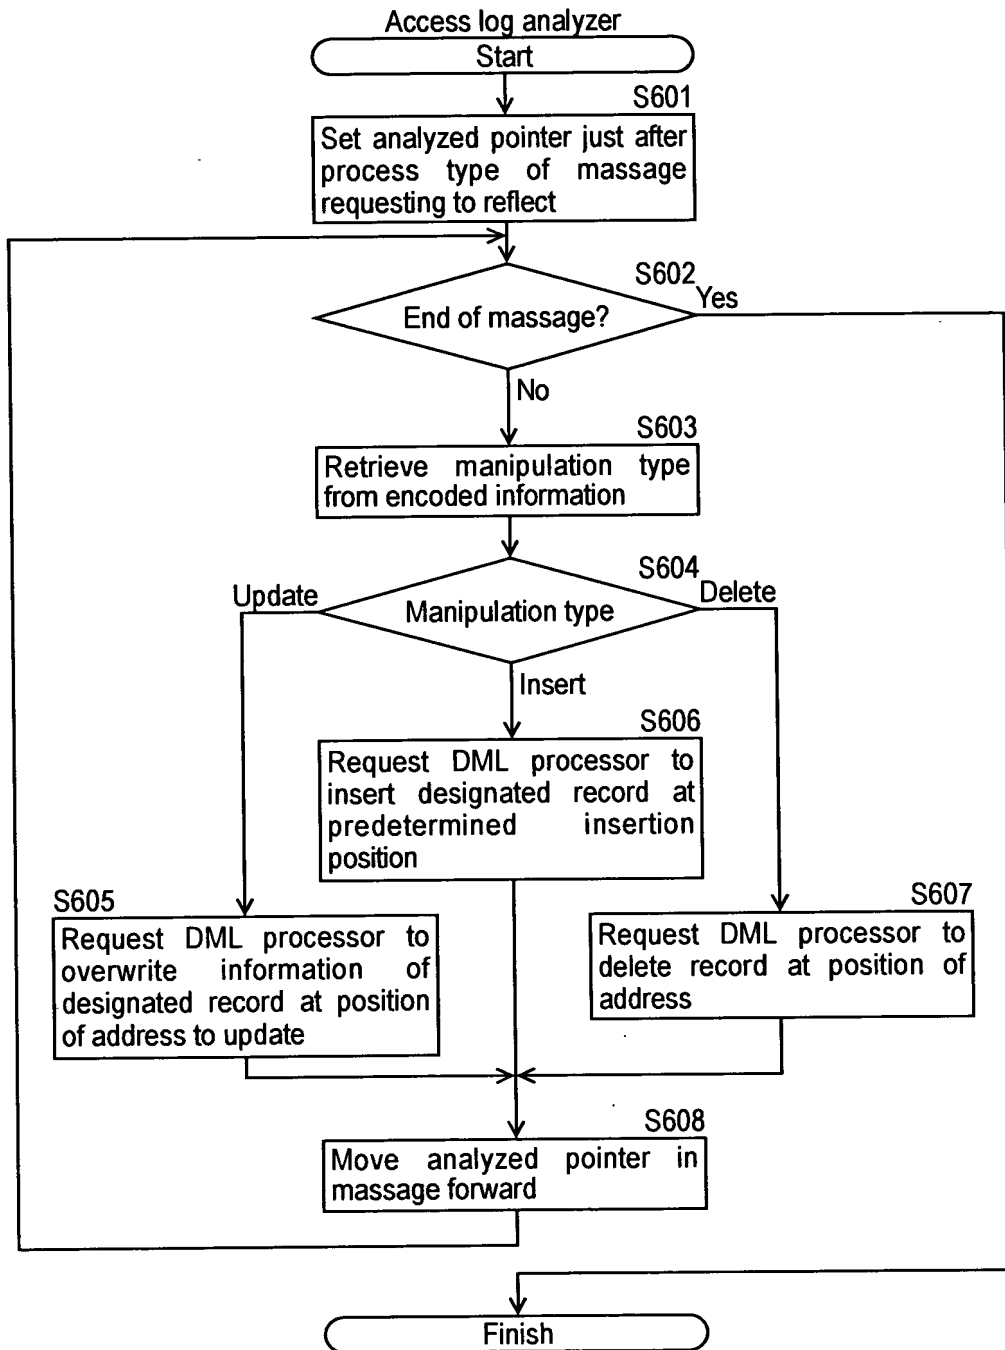 Access log analyzer
Start
S601
Set analyzed pointer just after
process type of massage
requesting to reflect
S602
End of massage?
Yes
No
S603
Retrieve manipulation type
from encoded information
S604
Manipulation type
Update
Delete
Insert
S606
Request DML processor to
insert designated record at
predetermined insertion
position
S605
Request DML processor to
overwrite information of
designated record at position
of address to update
S607
Request DML processor to
delete record at position of
address
S608
Move analyzed pointer in
massage forward
Finish